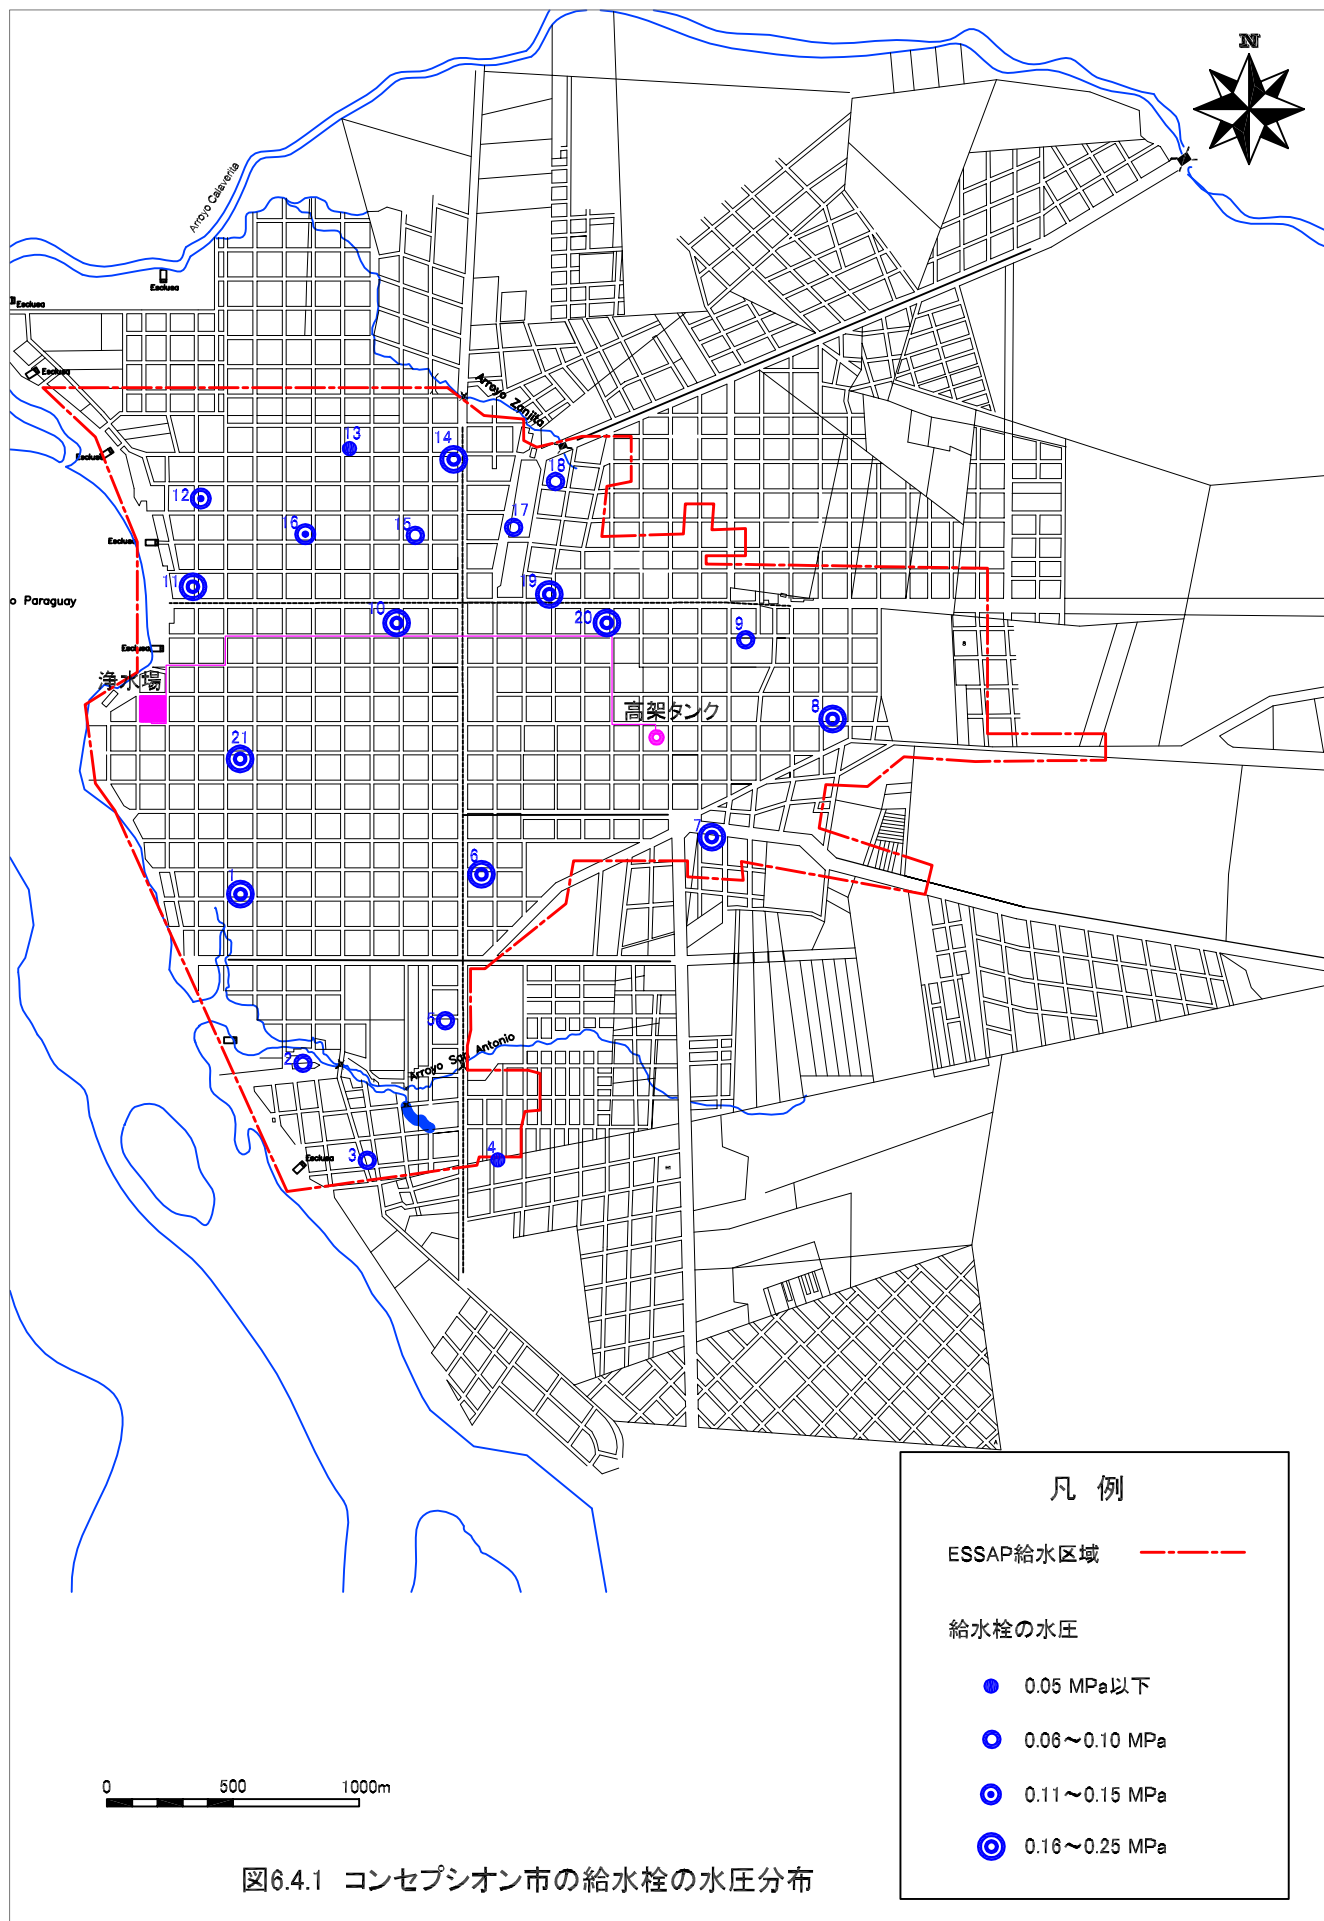 N
Arroyo Calaverita
Esclusa
Esclusa
Esclusa
Arroyo Zanjita
13
14
Esclusa
18
12
17
16
15
Esclusa
11
19
o Paraguay
10
20
9
Esclusa
浄水場
高架タンク
8
21
7
6
1
5
Arroyo San Antonio
2
4
3
Esclusa
凡 例
ESSAP給水区域
給水栓の水圧
0.05 MPa以下
0.06～0.10 MPa
0.11～0.15 MPa
0.16～0.25 MPa
0 500 1000m
図6.4.1 コンセプシオン市の給水栓の水圧分布